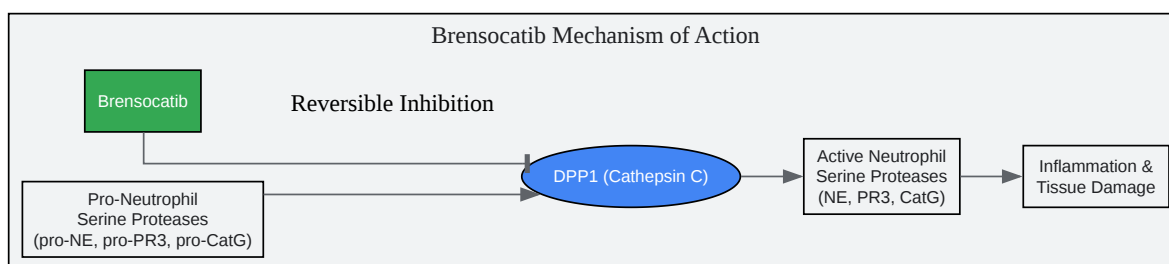 Brensocatib Mechanism of Action
Brensocatib
Reversible Inhibition
Pro-Neutrophil
Serine Proteases
(pro-NE, pro-PR3, pro-CatG)
DPP1 (Cathepsin C)
Active Neutrophil
Serine Proteases
(NE, PR3, CatG)
Inflammation &
Tissue Damage